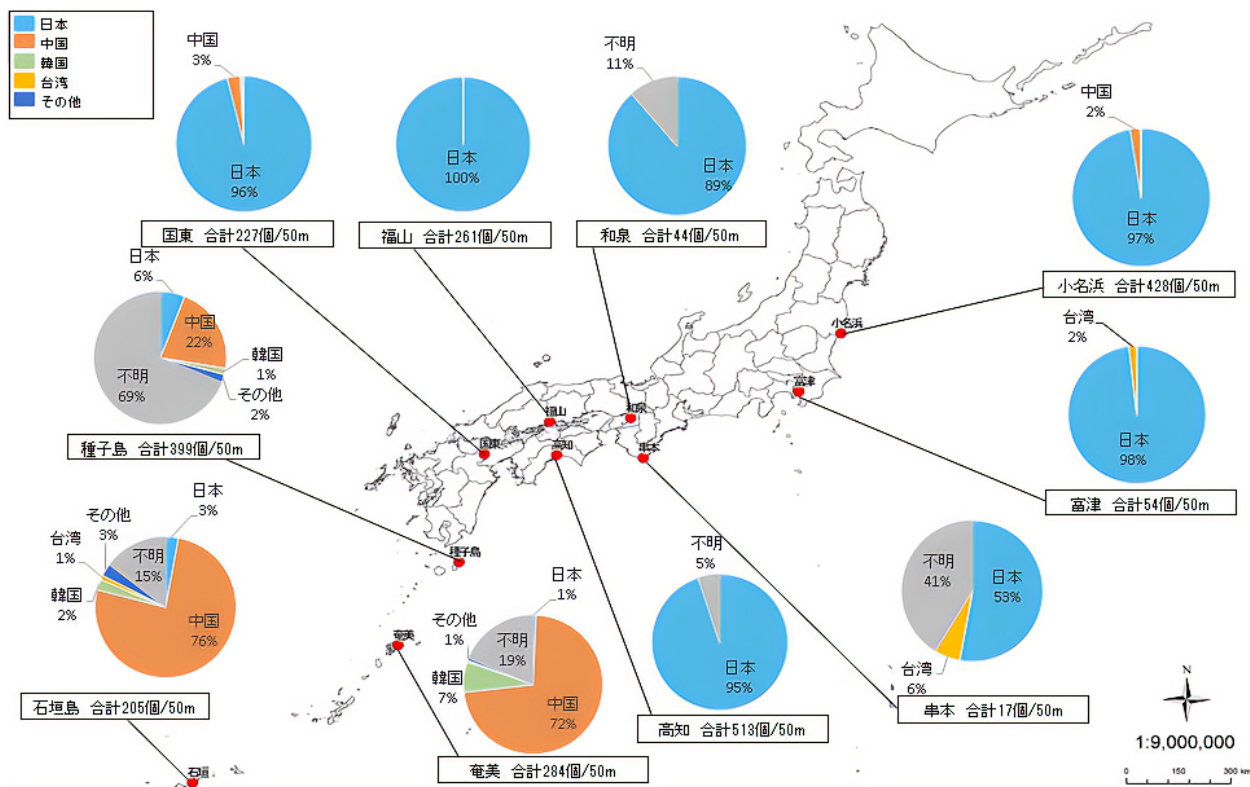 日本
中国
韓国
台湾
その他
中国
3%
日本
96%
国東 合計227個/50m
日本
100%
福山 合計261個/50m
不明
11%
日本
89%
和泉 合計44個/50m
中国
2%
日本
97%
小名浜 合計428個/50m
台湾
2%
日本
98%
富津 合計54個/50m
日本
6%
中国
22%
韓国
1%
その他
2%
不明
69%
種子島 合計399個/50m
日本
3%
中国
76%
韓国
2%
台湾
1%
その他
3%
不明
15%
石垣島 合計205個/50m
日本
1%
中国
72%
韓国
7%
その他
1%
不明
19%
奄美 合計284個/50m
不明
5%
日本
95%
高知 合計513個/50m
不明
41%
日本
53%
台湾
6%
串本 合計17個/50m
小名浜
富津
和泉
福山
国東
高知
串本
種子島
奄美
石垣
N
1:9,000,000
0 150 300 km